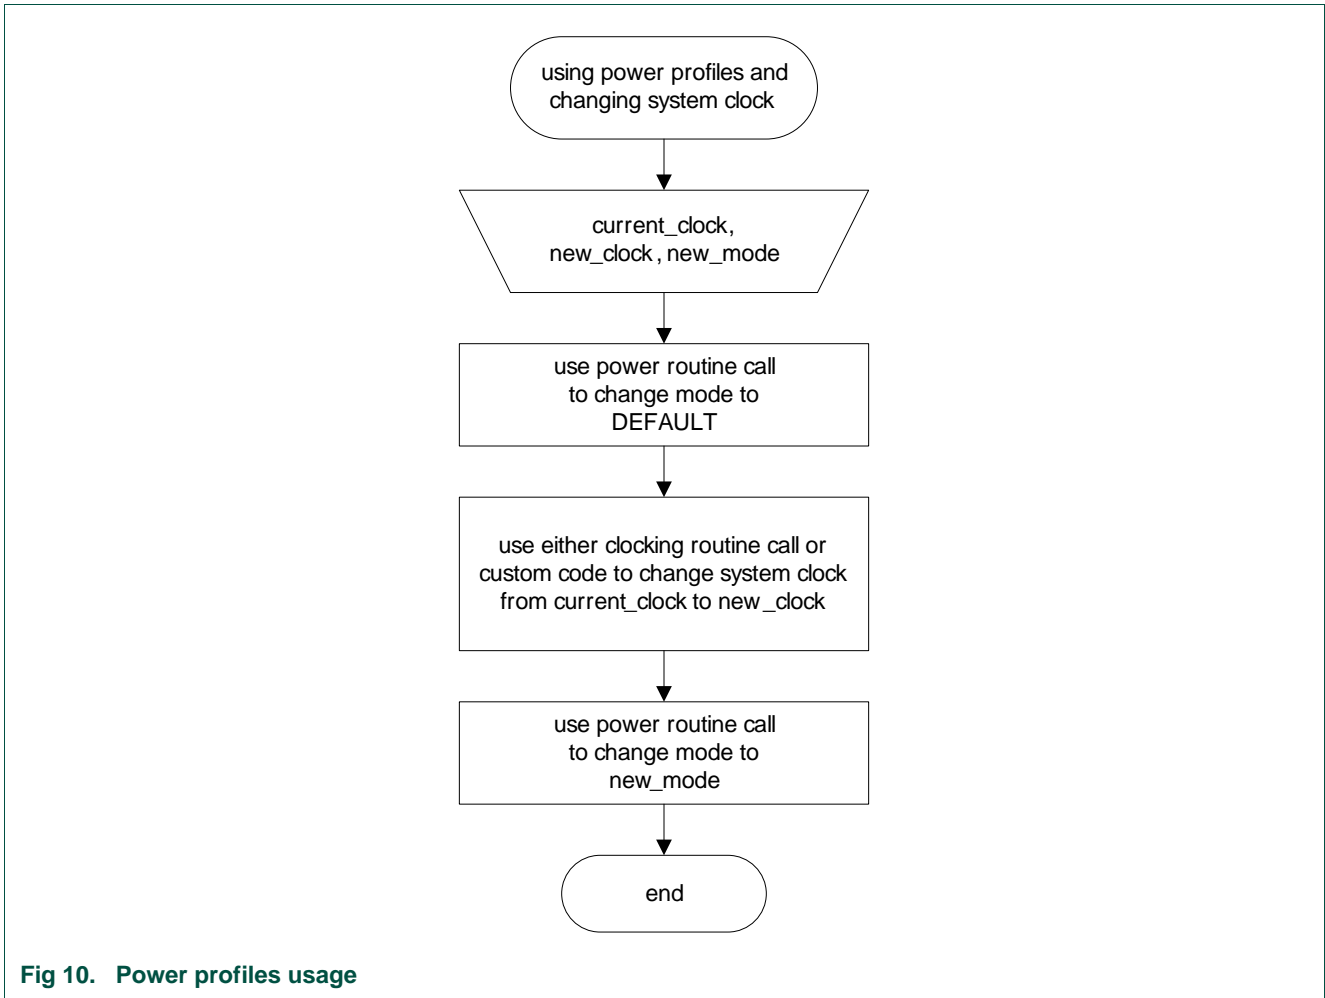 using power profiles and
changing system clock
current_clock,
new_clock, new_mode
use power routine call
to change mode to
DEFAULT
use either clocking routine call or
custom code to change system clock
from current_clock to new_clock
use power routine call
to change mode to
new_mode
end
Fig 10. Power profiles usage